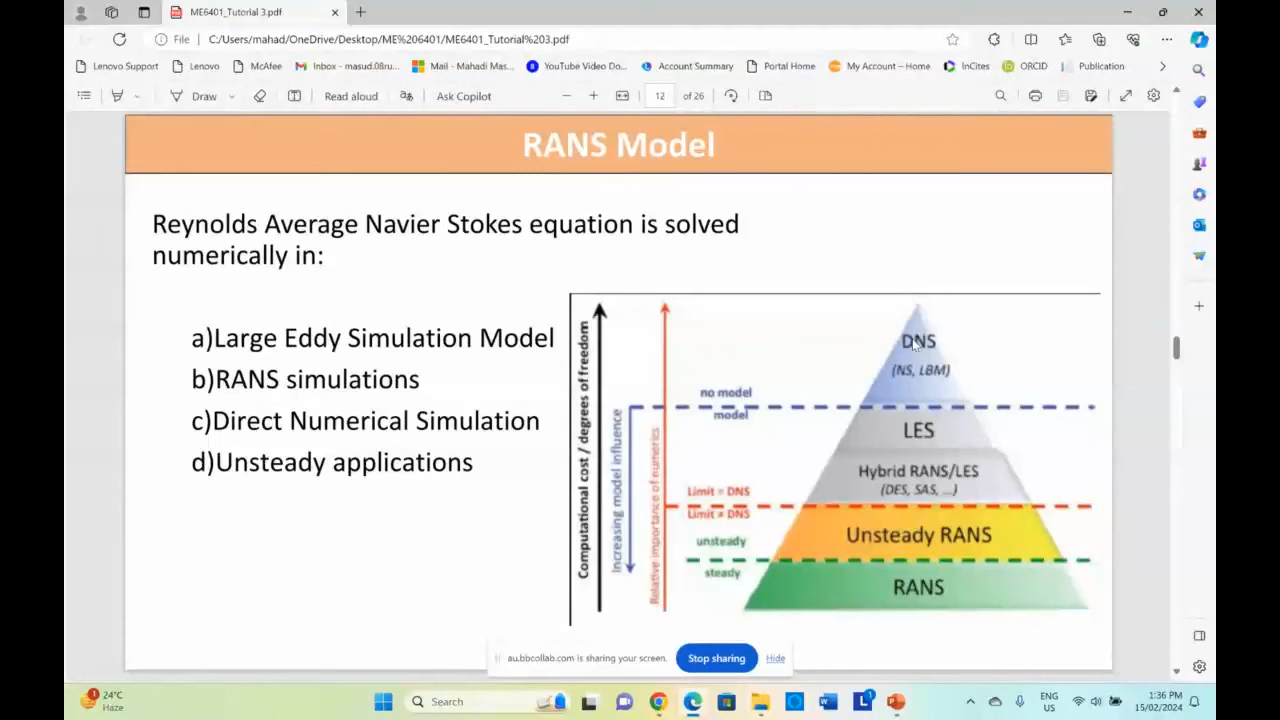 ME6401_Tutorial 3.pdf
File
C:/Users/mahad/OneDrive/Desktop/ME%206401/ME6401_Tutorial%203.pdf
Lenovo Support
Lenovo
McAfee
Inbox - masud.08ru...
Mail - Mahadi Mas...
YouTube Video Do...
Account Summary
Portal Home
My Account – Home
InCites
ORCID
Publication
Draw
Read aloud
Ask Copilot
12
of 26
RANS Model
Reynolds Average Navier Stokes equation is solved
numerically in:
a)Large Eddy Simulation Model
b)RANS simulations
c)Direct Numerical Simulation
d)Unsteady applications
Computational cost / degrees of freedom
Increasing model influence
Relative importance of numerics
no model
model
Limit = DNS
Limit ≠ DNS
unsteady
steady
DNS
(NS, LBM)
LES
Hybrid RANS/LES
(DES, SAS, ...)
Unsteady RANS
RANS
au.bbcollab.com is sharing your screen.
Stop sharing
Hide
1
24°C
Haze
Search
1
ENG
US
1:36 PM
15/02/2024